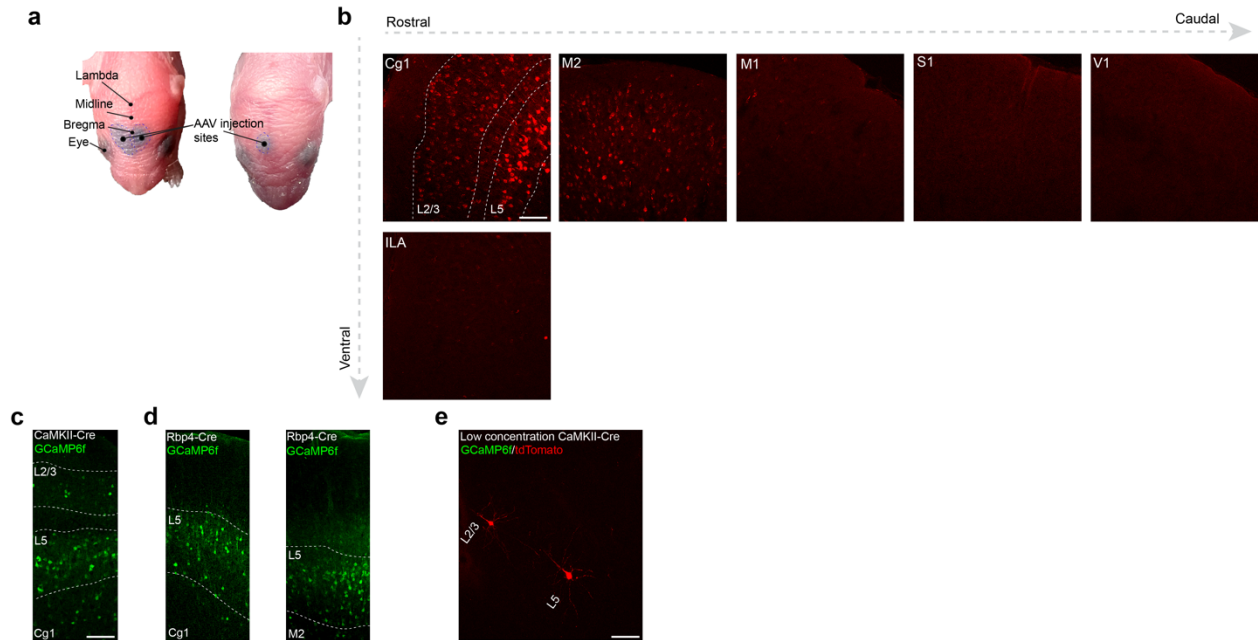 a
Lambda
Midline
Bregma
Eye
AAV injection
sites
b
Rostral
Caudal
Ventral
Cg1
L2/3
L5
M2
M1
S1
V1
ILA
c
CaMKII-Cre
GCaMP6f
L2/3
L5
Cg1
d
Rbp4-Cre
GCaMP6f
L5
Cg1
Rbp4-Cre
GCaMP6f
L5
M2
e
Low concentration CaMKII-Cre
GCaMP6f/tdTomato
L2/3
L5